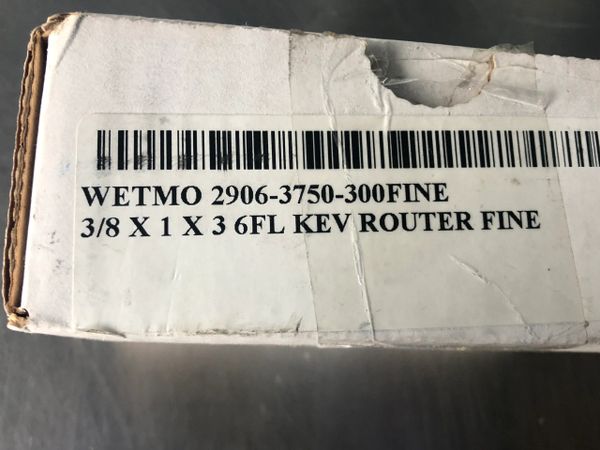 WETMO 2906-3750-300FINE
3/8 X 1 X 3 6FL KEV ROUTER FINE